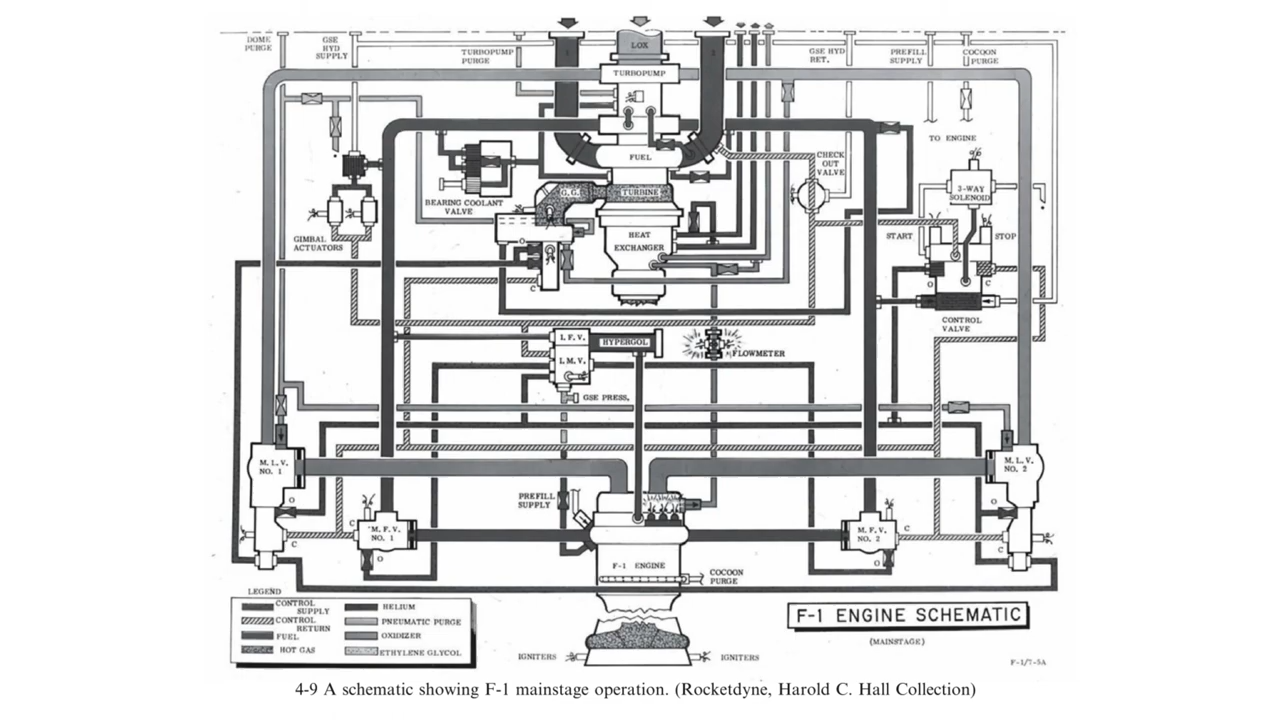 DOME
PURGE
GSE
HYD
SUPPLY
TURBOPUMP
PURGE
LOX
GSE HYD
RET.
PREFILL
SUPPLY
COCOON
PURGE
TURBOPUMP
TO ENGINE
FUEL
CHECK
OUT
VALVE
BEARING COOLANT
VALVE
G.G.
TURBINE
3-WAY
SOLENOID
GIMBAL
ACTUATORS
HEAT
EXCHANGER
START
STOP
O
C
O
C
CONTROL
VALVE
I.F.V.
HYPERGOL
I.M.V.
FLOWMETER
GSE PRESS.
M.L.V.
NO. 1
M.L.V.
NO. 2
PREFILL
SUPPLY
O
O
C
M.F.V.
NO. 1
M.F.V.
NO. 2
C
C
C
O
O
F-1 ENGINE
COCOON
PURGE
LEGEND
CONTROL
SUPPLY
HELIUM
CONTROL
RETURN
PNEUMATIC PURGE
FUEL
OXIDIZER
HOT GAS
ETHYLENE GLYCOL
F-1 ENGINE SCHEMATIC
(MAINSTAGE)
IGNITERS
IGNITERS
F-1/7-5A
4-9 A schematic showing F-1 mainstage operation. (Rocketdyne, Harold C. Hall Collection)